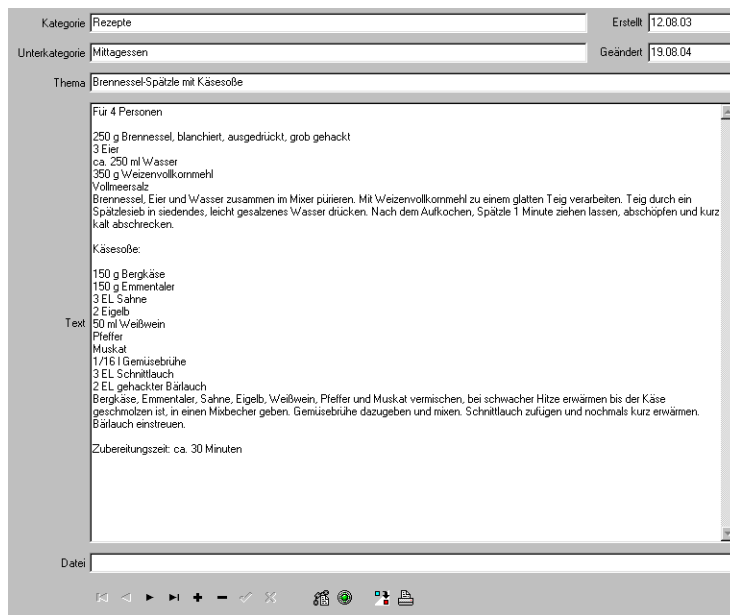 Kategorie Rezepte Erstellt 12.08.03
Unterkategorie Mittagessen Geändert 19.08.04
Thema Brennessel-Spätzle mit Käsesoße
Für 4 Personen
250 g Brennessel, blanchiert, ausgedrückt, grob gehackt
3 Eier
ca. 250 ml Wasser
350 g Weizenvollkornmehl
Vollmeersalz
Brennessel, Eier und Wasser zusammen im Mixer pürieren. Mit Weizenvollkornmehl zu einem glatten Teig verarbeiten. Teig durch ein
Spätzlesieb in siedendes, leicht gesalzenes Wasser drücken. Nach dem Aufkochen, Spätzle 1 Minute ziehen lassen, abschöpfen und kurz
kalt abschrecken.
Käsesoße:
150 g Bergkäse
150 g Emmentaler
3 EL Sahne
2 Eigelb
Text 50 ml Weißwein
Pfeffer
Muskat
1/16 l Gemüsebrühe
3 EL Schnittlauch
2 EL gehackter Bärlauch
Bergkäse, Emmentaler, Sahne, Eigelb, Weißwein, Pfeffer und Muskat vermischen, bei schwacher Hitze erwärmen bis der Käse
geschmolzen ist, in einen Mixbecher geben. Gemüsebrühe dazugeben und mixen. Schnittlauch zufügen und nochmals kurz erwärmen.
Bärlauch einstreuen.
Zubereitungszeit: ca. 30 Minuten
Datei